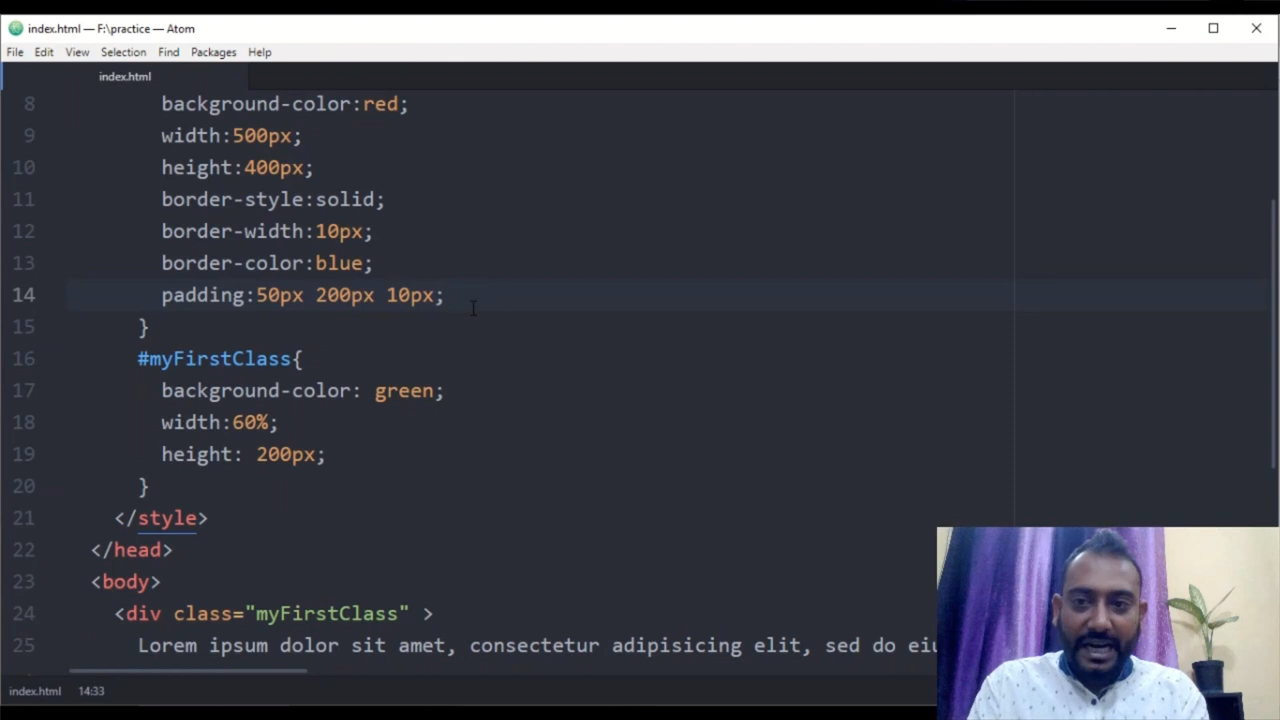 index.html — F:\practice — Atom
File Edit View Selection Find Packages Help
index.html
8 background-color:red;
9 width:500px;
10 height:400px;
11 border-style:solid;
12 border-width:10px;
13 border-color:blue;
14 padding:50px 200px 10px;
15 }
16 #myFirstClass{
17 background-color: green;
18 width:60%;
19 height: 200px;
20 }
21 </style>
22 </head>
23 <body>
24 <div class="myFirstClass" >
25 Lorem ipsum dolor sit amet, consectetur adipisicing elit, sed do eiu
index.html 14:33